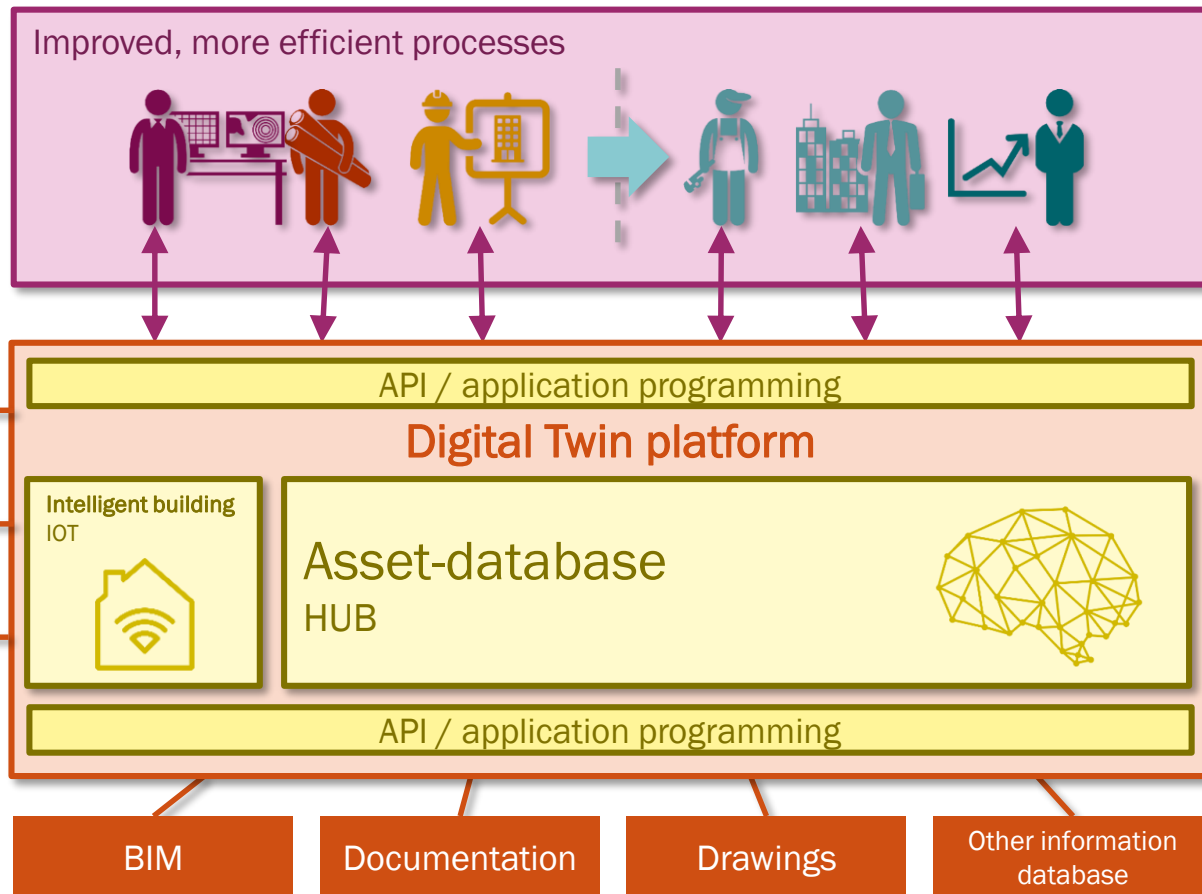 Improved, more efficient processes
API / application programming
Digital Twin platform
Intelligent building
IOT
Asset-database
HUB
API / application programming
BIM
Documentation
Drawings
Other information
database